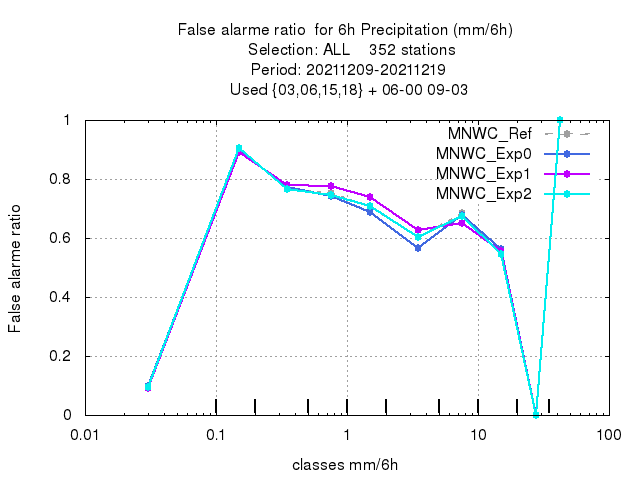 False alarme ratio  for 6h Precipitation (mm/6h)
Selection: ALL    352 stations
Period: 20211209-20211219
Used {03,06,15,18} + 06-00 09-03
MNWC_Ref
MNWC_Exp0
MNWC_Exp1
MNWC_Exp2
1
0.8
0.6
0.4
0.2
0
False alarme ratio
0.01
0.1
1
10
100
classes mm/6h